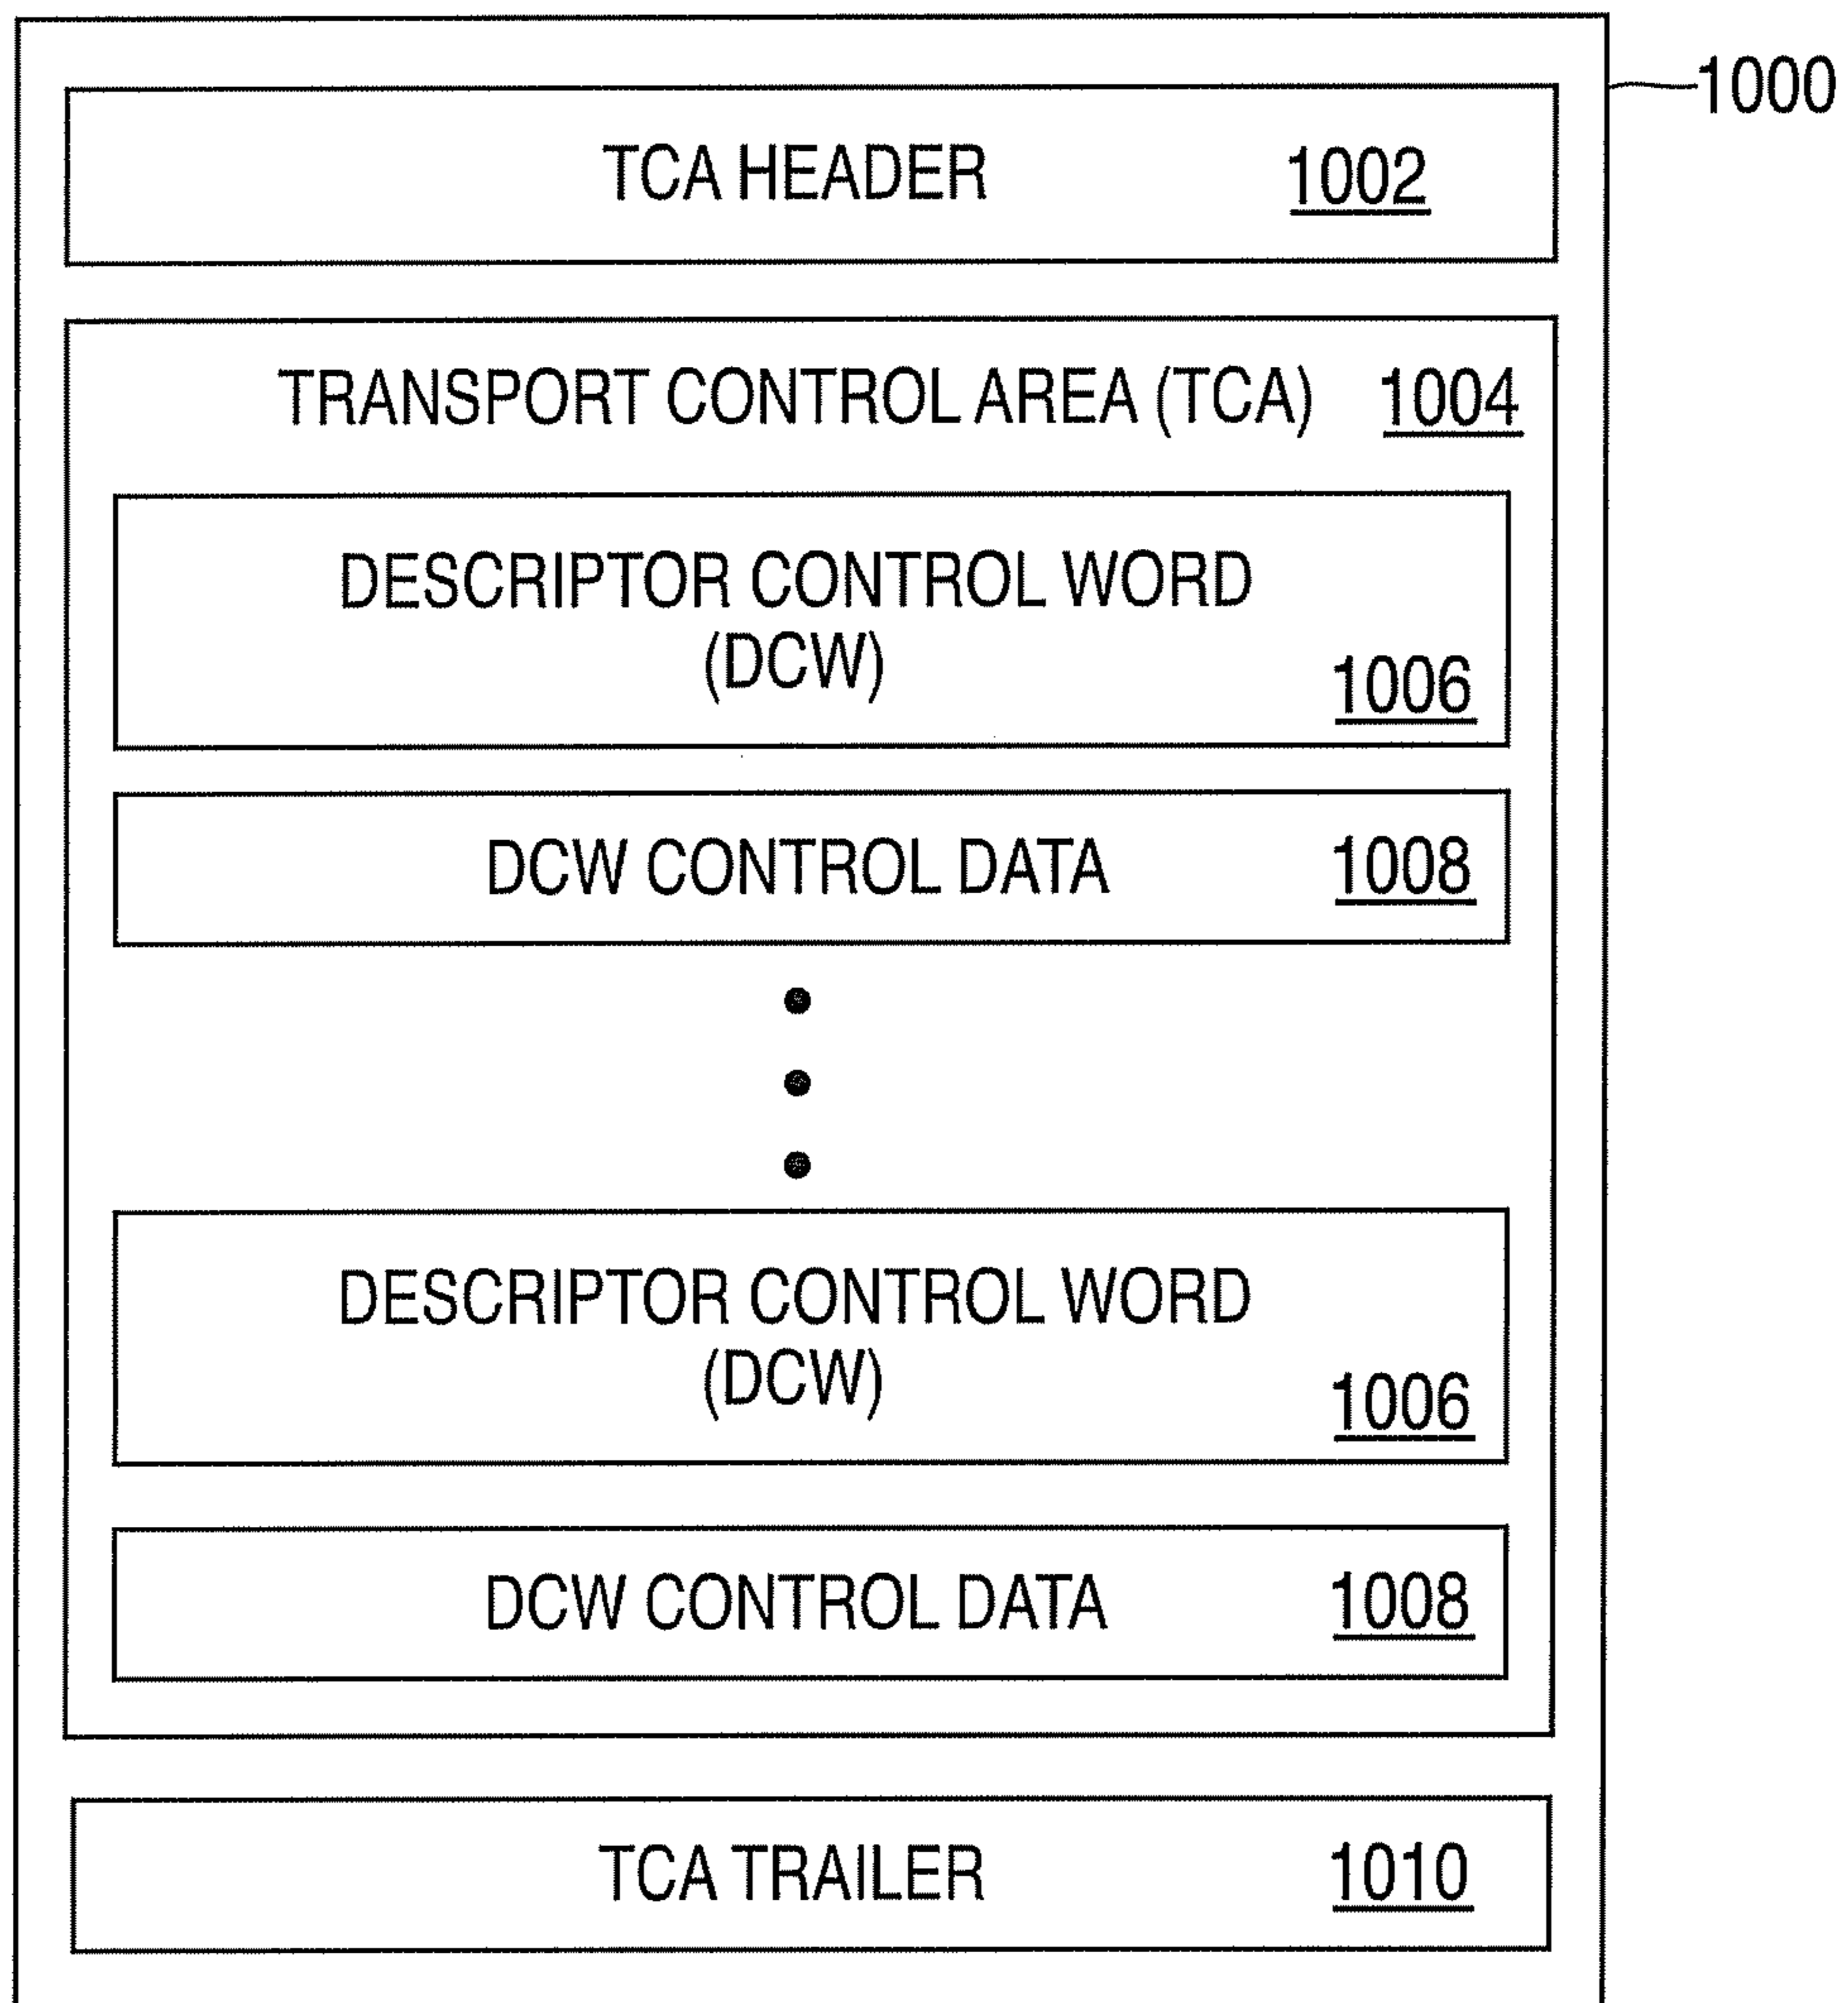 1000
TCA HEADER 1002
TRANSPORT CONTROL AREA (TCA) 1004
DESCRIPTOR CONTROL WORD
(DCW)
1006
DCW CONTROL DATA 1008
DESCRIPTOR CONTROL WORD
(DCW)
1006
DCW CONTROL DATA 1008
TCA TRAILER 1010